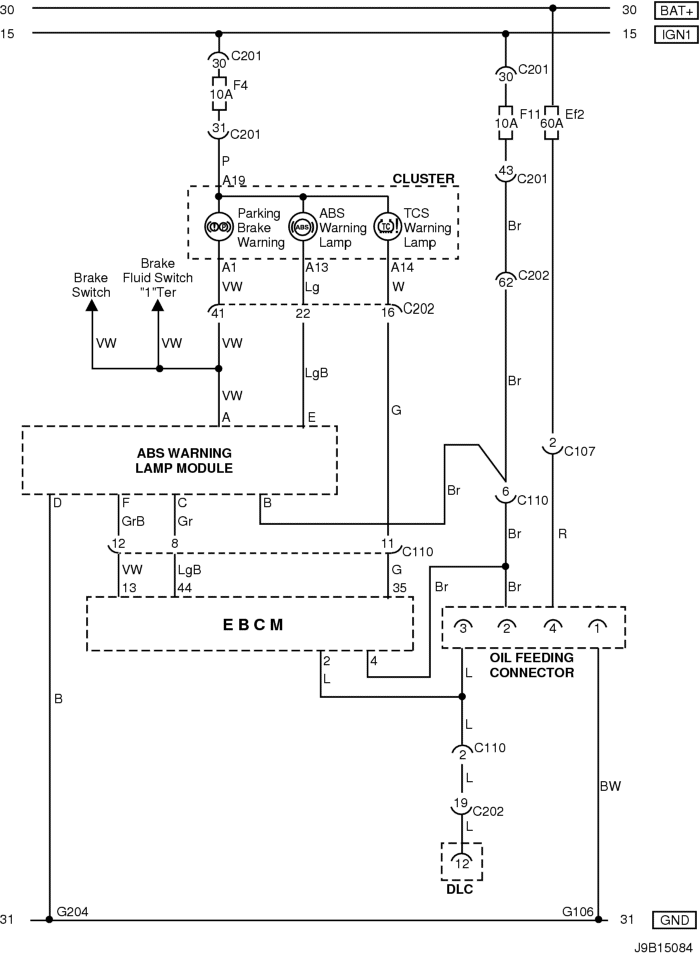 30 30 BAT+
15 15 IGN1
C201 30
F4 10A
31 C201
P
A19
C201 30
F11 10A
Ef2 60A
43 C201
CLUSTER
Parking
Brake
Warning
ABS
ABS
Warning
Lamp
TC
TCS
Warning
Lamp
Br
A1 A13 A14
VW Lg W
Brake
Switch
Brake
Fluid Switch
"1"Ter
41 22 16 C202
62 C202
VW VW VW
LgB
Br
VW
G
A E
ABS WARNING
LAMP MODULE
2 C107
D F C B
Br
6 C110
GrB Gr
Br R
12 8 11 C110
VW LgB G
13 44 35
Br Br
E B C M
3 2 4 1
OIL FEEDING
CONNECTOR
2 4
L L
B
L
C110
2
L
BW
19 C202
L
12
DLC
G204 G106
31 31 GND
J9B15084